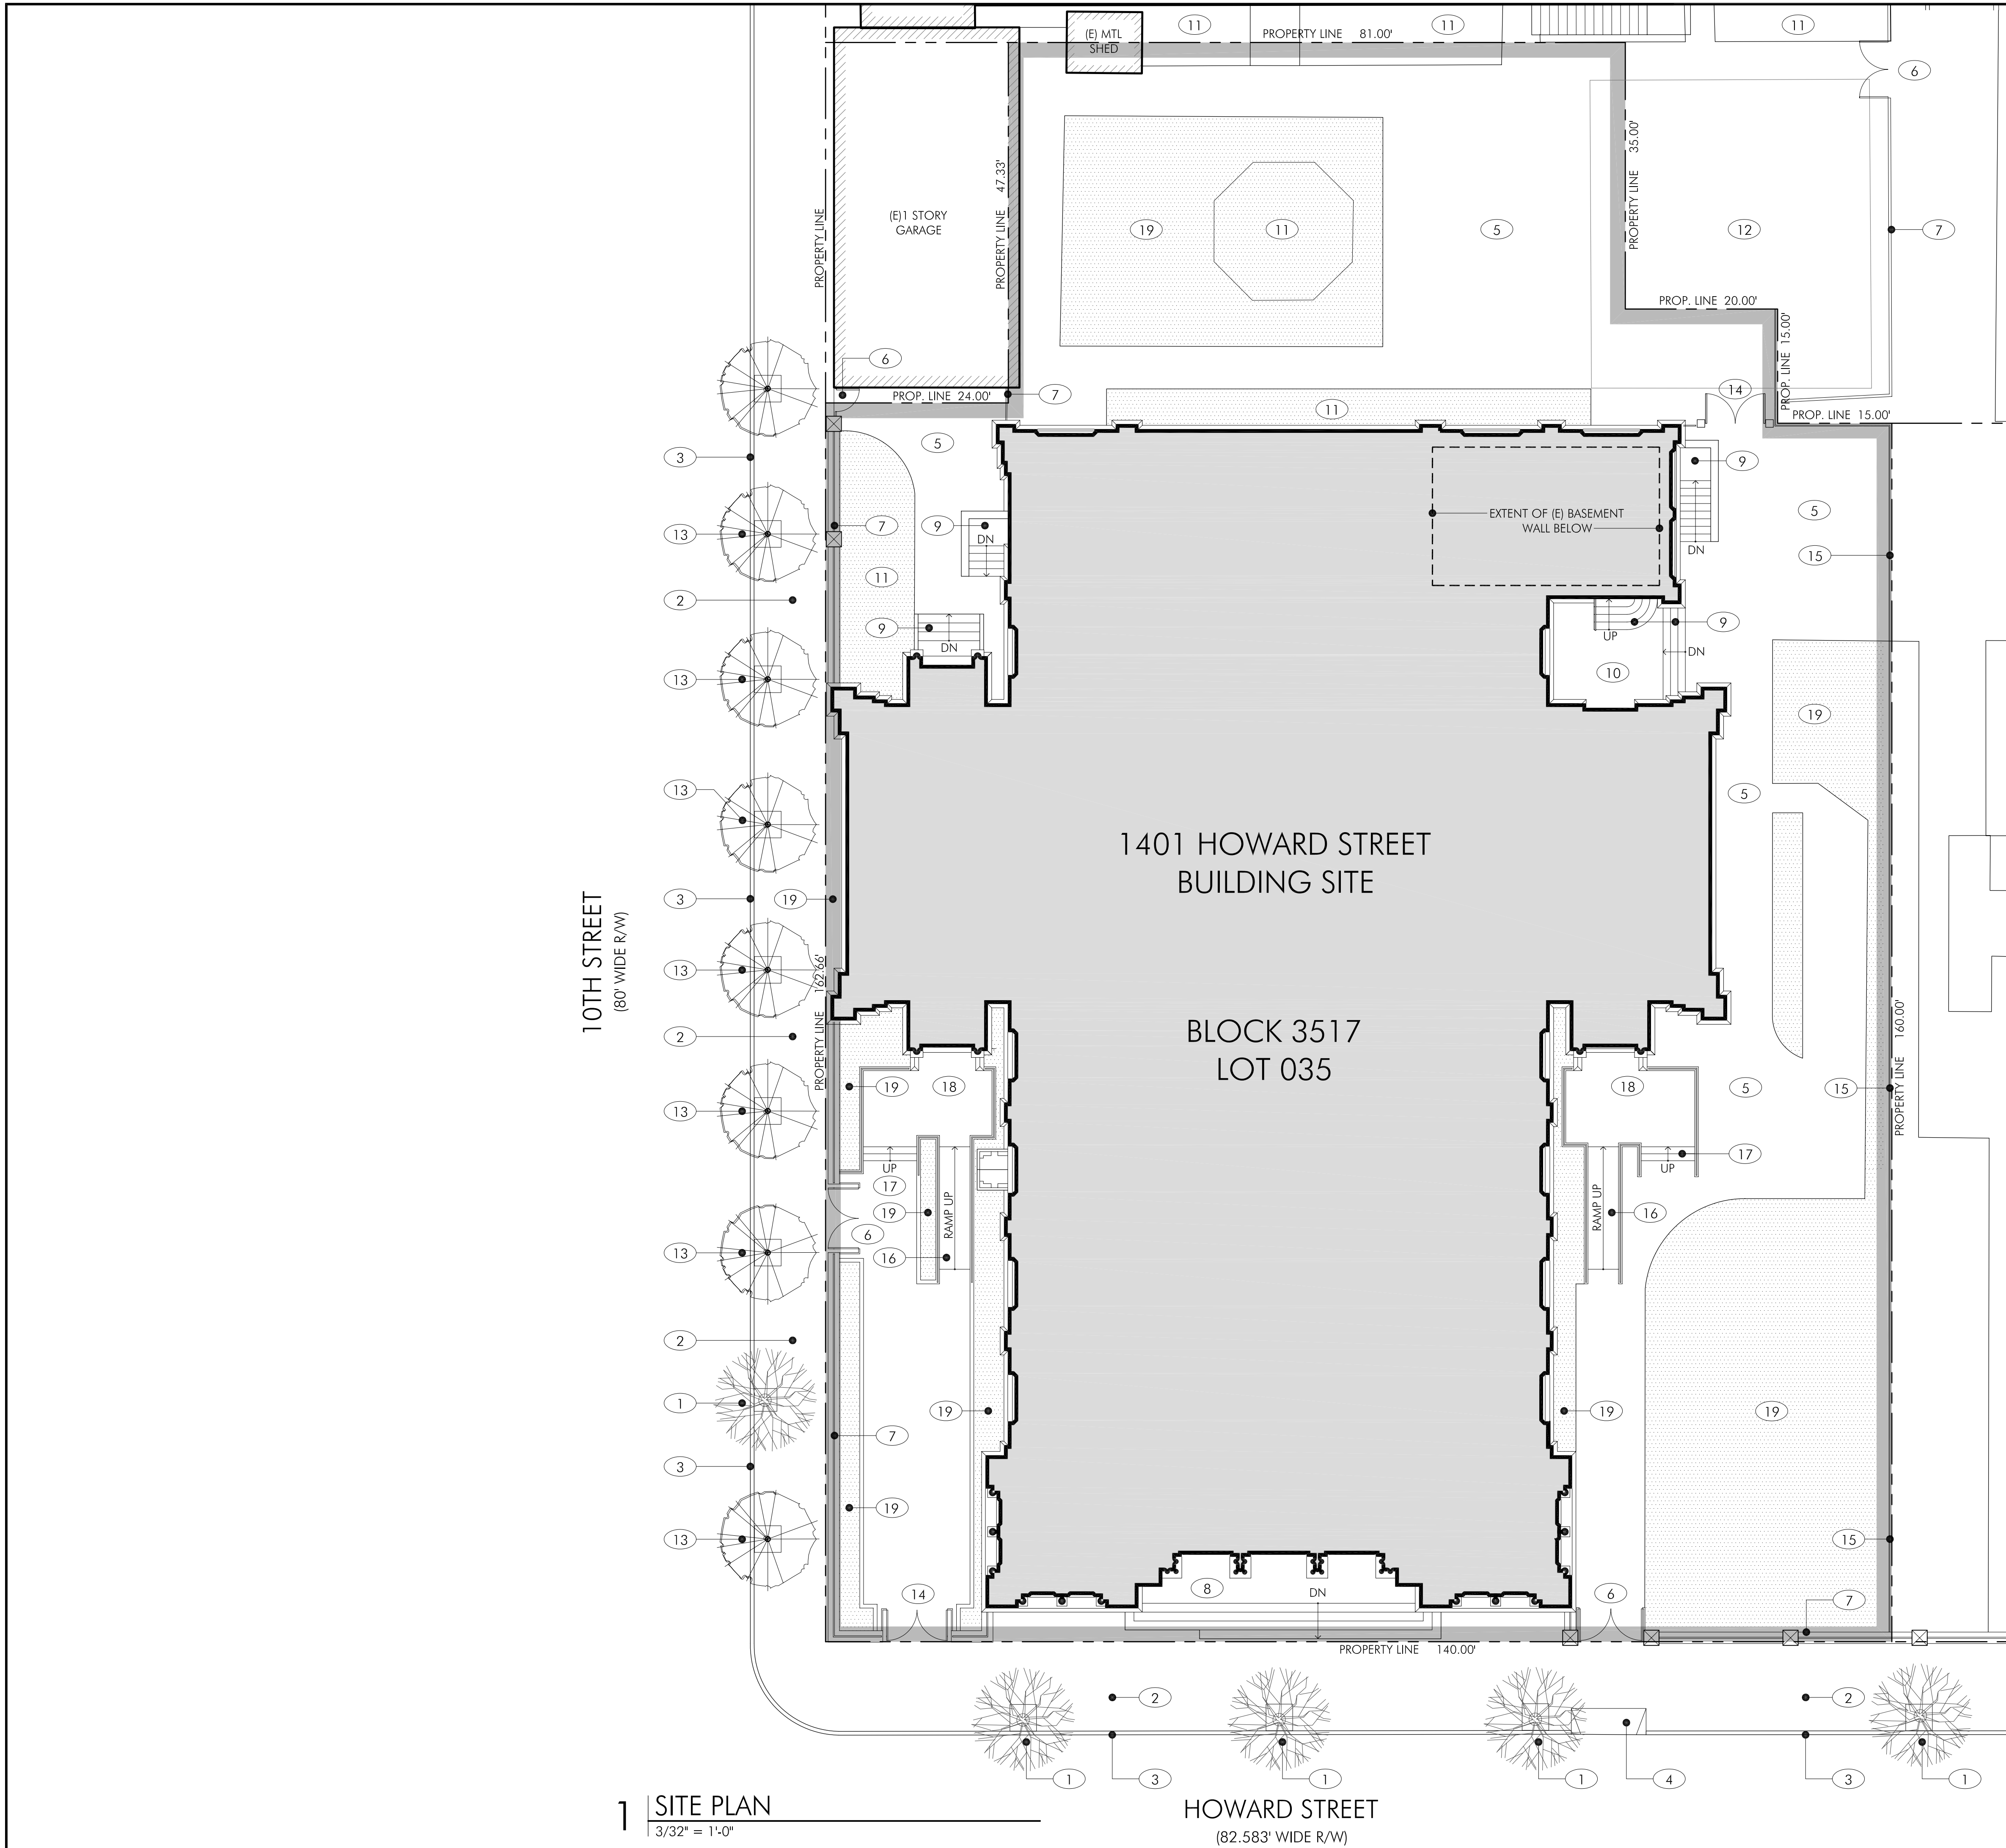 11
(E) MTL
SHED
PROPERTY LINE 81.00'
11
11
6
PROPERTY LINE 35.00'
PROPERTY LINE 47.33'
PROPERTY LINE
(E)1 STORY
GARAGE
19
11
5
12
7
PROP. LINE 20.00'
PROP. LINE 15.00'
6
PROP. LINE 24.00'
7
14
11
PROP. LINE 15.00'
5
3
9
7
9
DN
EXTENT OF (E) BASEMENT
WALL BELOW
5
13
DN
15
11
2
9
DN
UP
9
DN
10
13
19
13
5
1401 HOWARD STREET
BUILDING SITE
3
19
10TH STREET
(80' WIDE R/W)
13
PROPERTY LINE 162.66'
BLOCK 3517
LOT 035
2
PROPERTY LINE 160.00'
19
18
18
5
15
13
UP
17
UP
17
19
RAMP UP
RAMP UP
16
6
13
16
2
1
19
19
19
7
3
19
13
15
14
8
DN
6
7
PROPERTY LINE 140.00'
2
2
1
3
1
1
4
3
1
1
SITE PLAN
3/32" = 1'-0"
HOWARD STREET
(82.583' WIDE R/W)